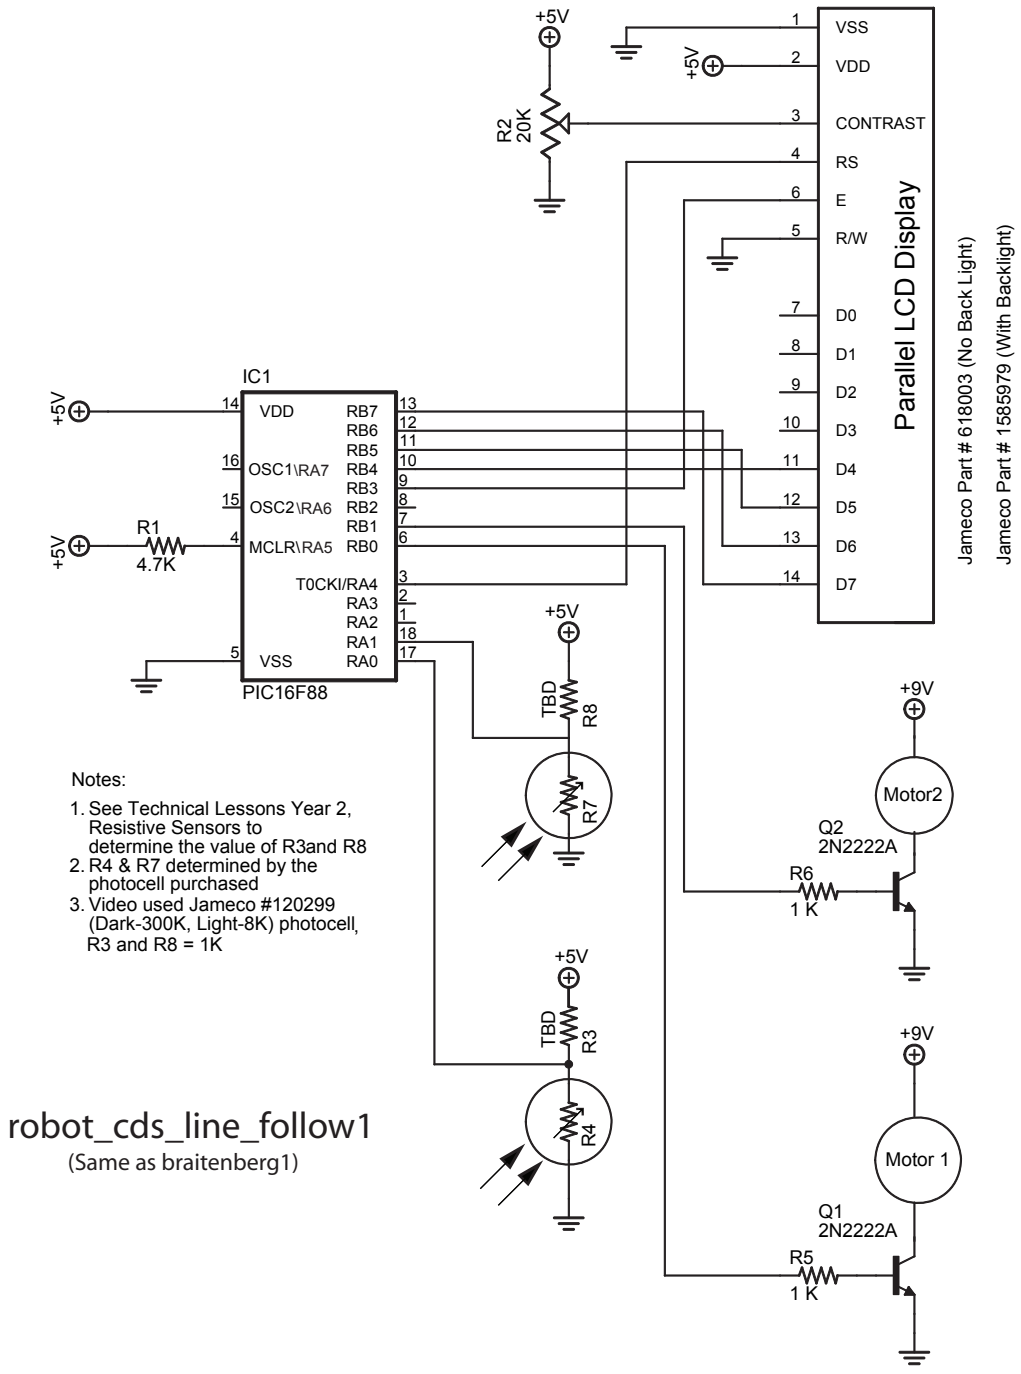 +5V
R2
20K
1
VSS
+5V
2
VDD
3
CONTRAST
4
RS
6
E
5
R/W
7
D0
8
D1
9
D2
10
D3
11
D4
12
D5
13
D6
14
D7
Parallel LCD Display
Jameco Part # 618003 (No Back Light)
Jameco Part # 1585979 (With Backlight)
IC1
+5V
14
VDD
16
OSC1\RA7
15
OSC2\RA6
+5V
R1
4.7K
4
MCLR\RA5
5
VSS
RB7
13
RB6
12
RB5
11
RB4
10
RB3
9
RB2
8
RB1
7
RB0
6
T0CKI/RA4
3
RA3
2
RA2
1
RA1
18
RA0
17
PIC16F88
+5V
TBD
R8
R7
+9V
Motor2
Q2
2N2222A
R6
1 K
Notes:
1. See Technical Lessons Year 2,
Resistive Sensors to
determine the value of R3and R8
2. R4 & R7 determined by the
photocell purchased
3. Video used Jameco #120299
(Dark-300K, Light-8K) photocell,
R3 and R8 = 1K
+5V
TBD
R3
R4
+9V
Motor 1
Q1
2N2222A
R5
1 K
robot_cds_line_follow1
(Same as braitenberg1)